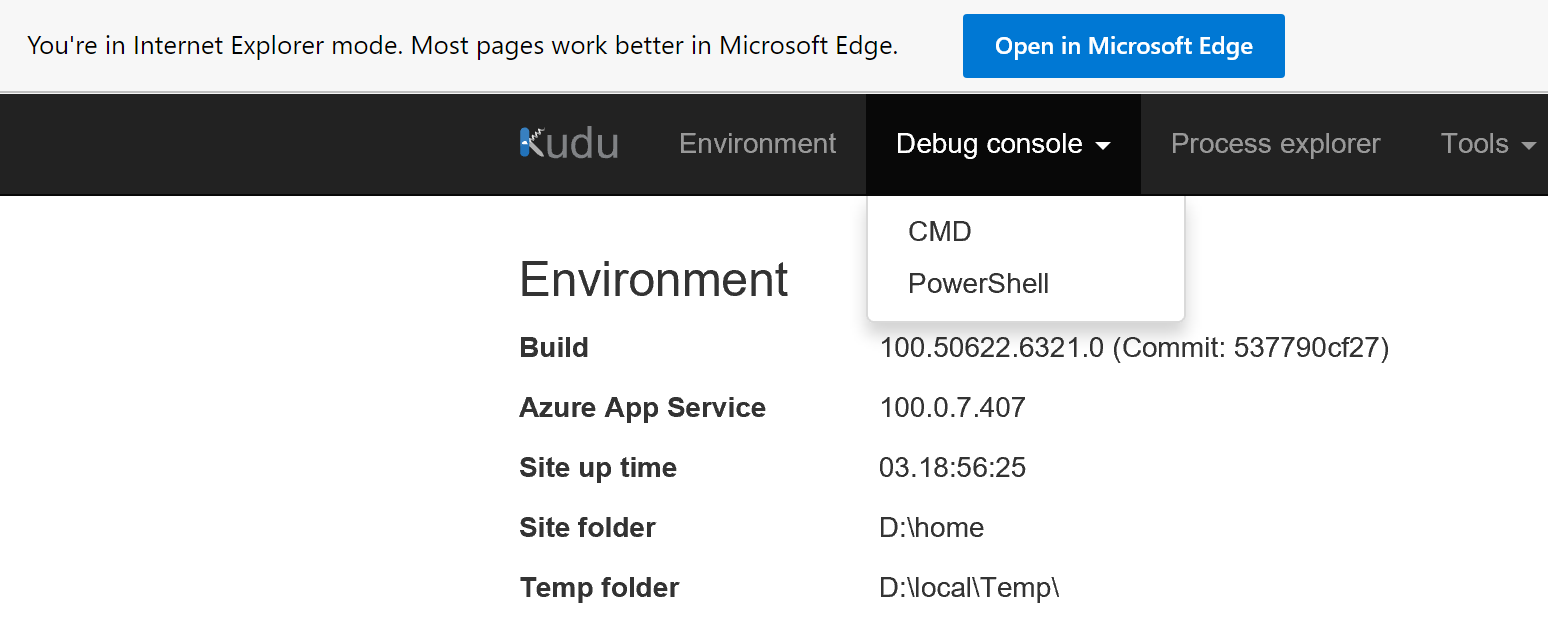 You're in Internet Explorer mode. Most pages work better in Microsoft Edge. Open in Microsoft Edge
Kudu Environment Debug console Process explorer Tools
CMD
PowerShell
Environment
Build 100.50622.6321.0 (Commit: 537790cf27)
Azure App Service 100.0.7.407
Site up time 03.18:56:25
Site folder D:\home
Temp folder D:\local\Temp\